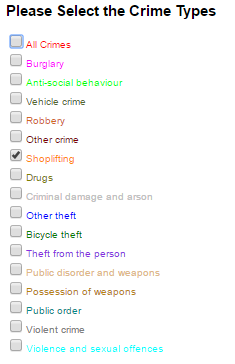 Please Select the Crime Types
All Crimes
Burglary
Anti-social behaviour
Vehicle crime
Robbery
Other crime
Shoplifting
Drugs
Criminal damage and arson
Other theft
Bicycle theft
Theft from the person
Public disorder and weapons
Possession of weapons
Public order
Violent crime
Violence and sexual offences